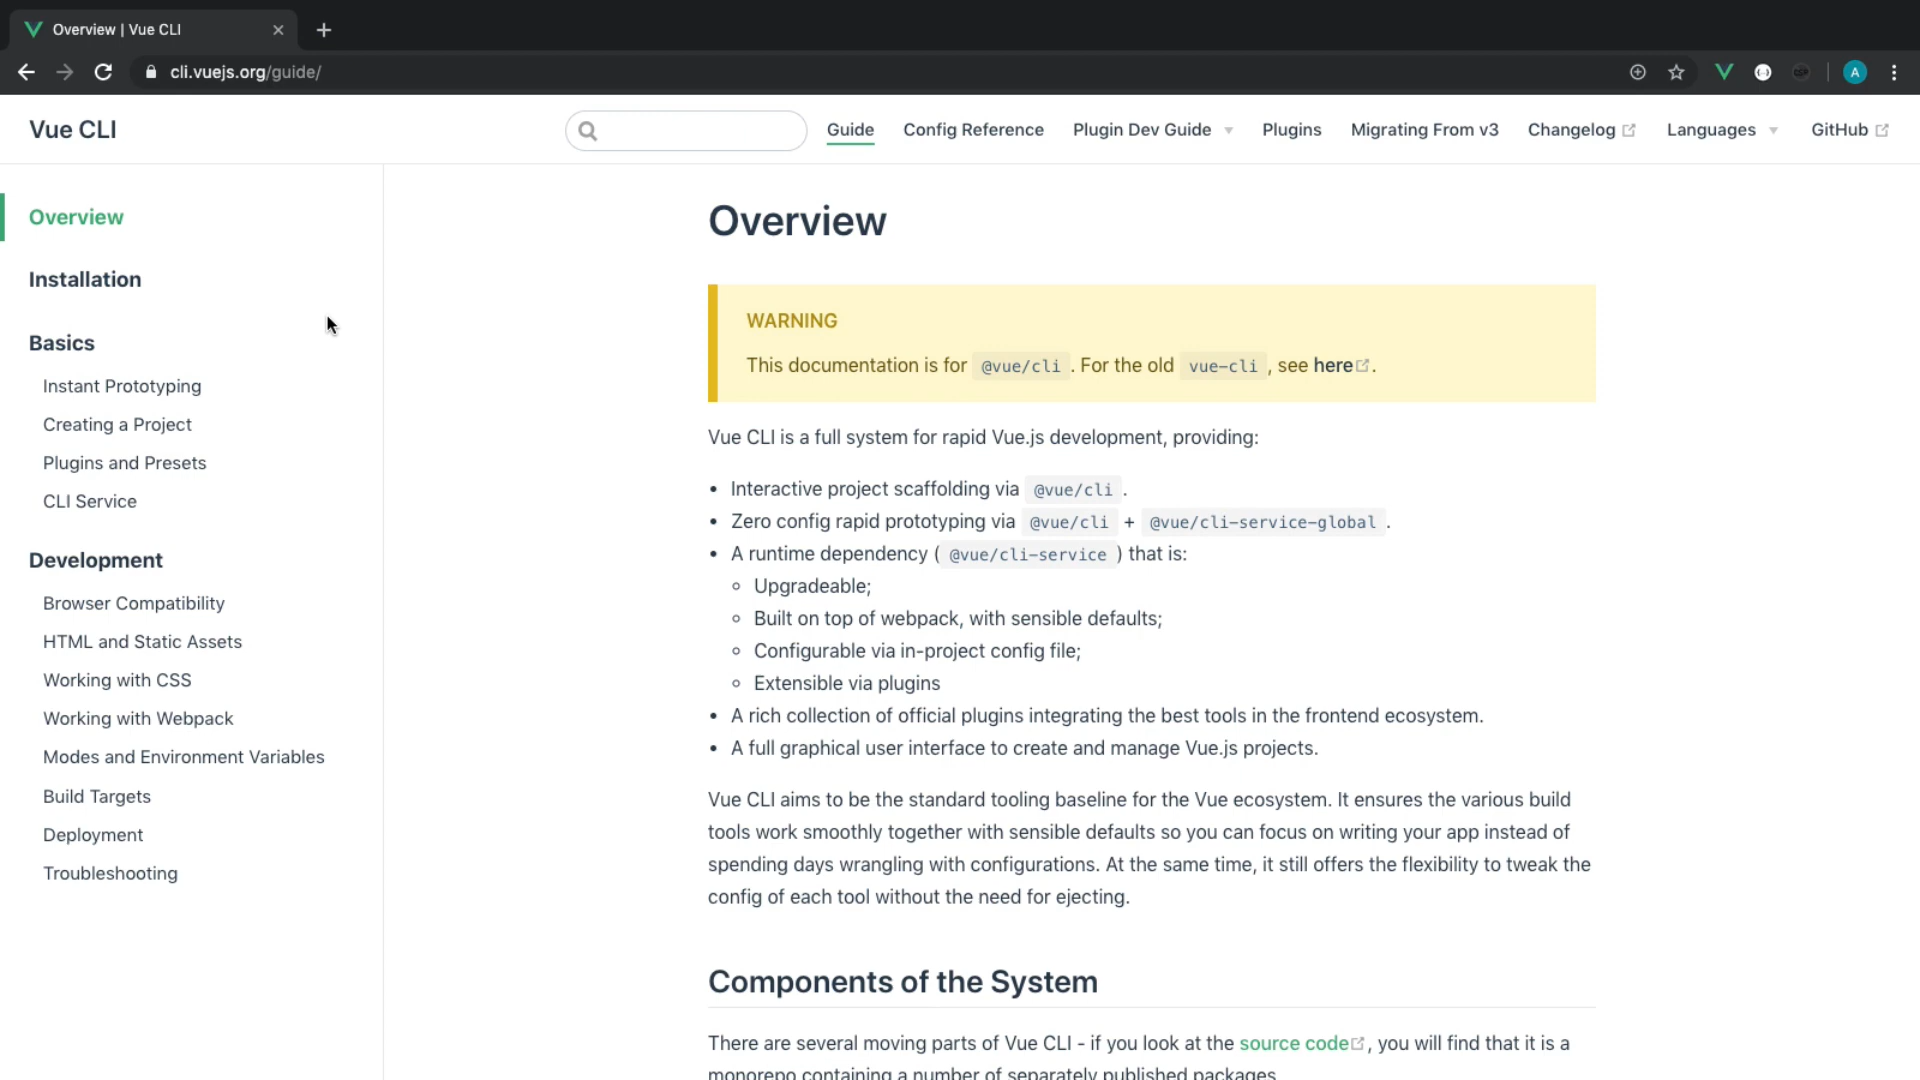 Overview | Vue CLI
cli.vuejs.org/guide/
A
Vue CLI
Guide
Config Reference
Plugin Dev Guide
Plugins
Migrating From v3
Changelog
Languages
GitHub
Overview
Installation
Basics
Instant Prototyping
Creating a Project
Plugins and Presets
CLI Service
Development
Browser Compatibility
HTML and Static Assets
Working with CSS
Working with Webpack
Modes and Environment Variables
Build Targets
Deployment
Troubleshooting
Overview
WARNING
This documentation is for @vue/cli. For the old vue-cli, see here.
Vue CLI is a full system for rapid Vue.js development, providing:
• Interactive project scaffolding via @vue/cli.
• Zero config rapid prototyping via @vue/cli + @vue/cli-service-global.
• A runtime dependency (@vue/cli-service) that is:
◦ Upgradeable;
◦ Built on top of webpack, with sensible defaults;
◦ Configurable via in-project config file;
◦ Extensible via plugins
• A rich collection of official plugins integrating the best tools in the frontend ecosystem.
• A full graphical user interface to create and manage Vue.js projects.
Vue CLI aims to be the standard tooling baseline for the Vue ecosystem. It ensures the various build
tools work smoothly together with sensible defaults so you can focus on writing your app instead of
spending days wrangling with configurations. At the same time, it still offers the flexibility to tweak the
config of each tool without the need for ejecting.
Components of the System
There are several moving parts of Vue CLI - if you look at the source code, you will find that it is a
monorepo containing a number of separately published packages.